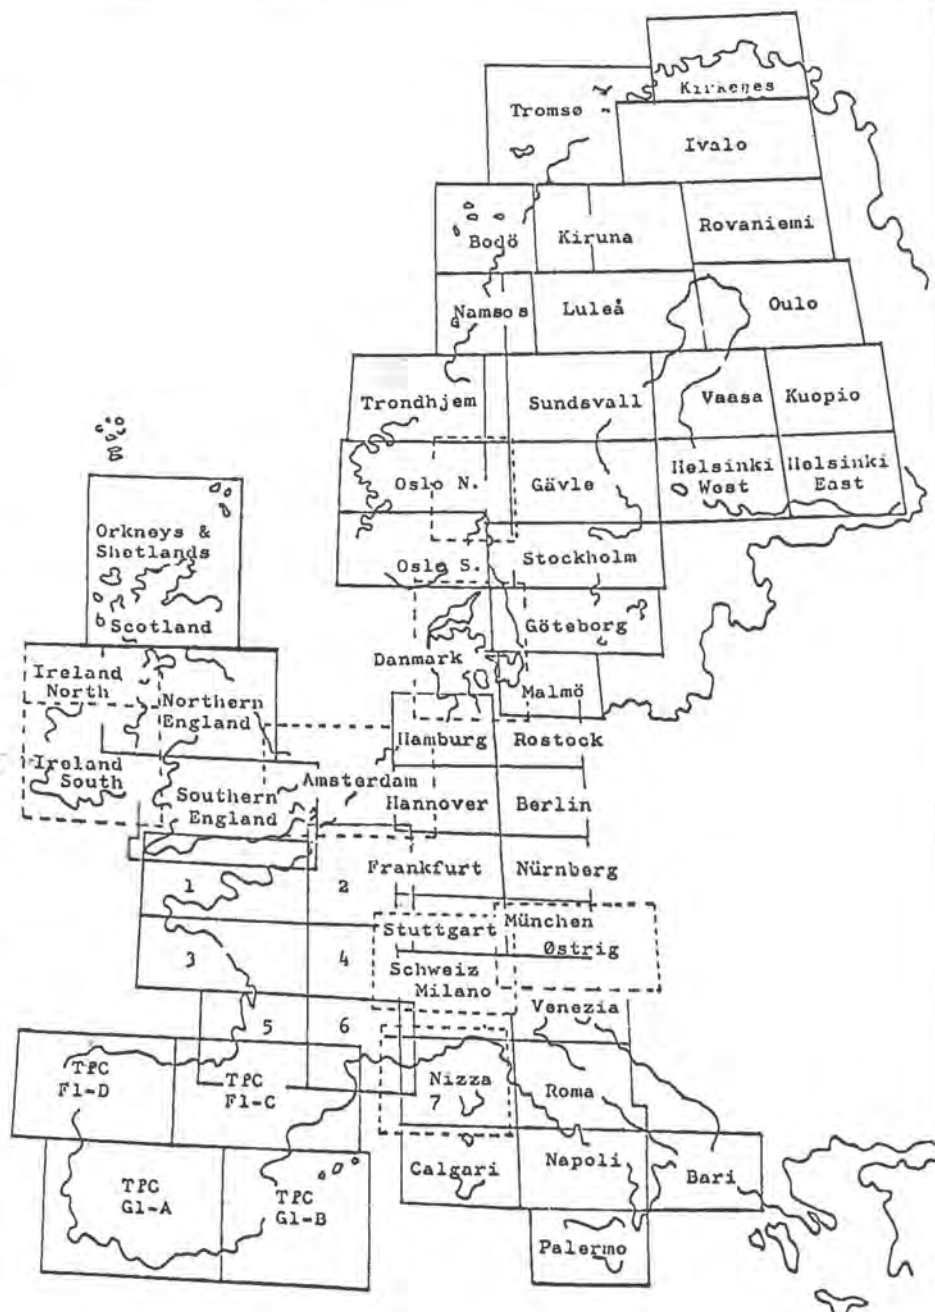 Kirkenes
Tromsø
Ivalo
Rovaniemi
Bodö
Kiruna
Namsos
Luleå
Oulo
Trondhjem
Sundsvall
Vaasa
Kuopio
Oslo N.
Gävle
Helsinki
West
Helsinki
East
Orkneys &
Shetlands
Scotland
Oslo S.
Stockholm
Göteborg
Danmark
Malmö
Ireland
North
Northern
England
Hamburg
Rostock
Ireland
South
Southern
England
Amsterdam
Hannover
Berlin
1
2
Frankfurt
Nürnberg
Stuttgart
München
Østrig
3
4
Schweiz
Milano
Venezia
5
6
TPC
F1-D
TPC
F1-C
Nizza
7
Roma
Calgari
Napoli
Bari
TPC
G1-A
TPC
G1-B
Palermo